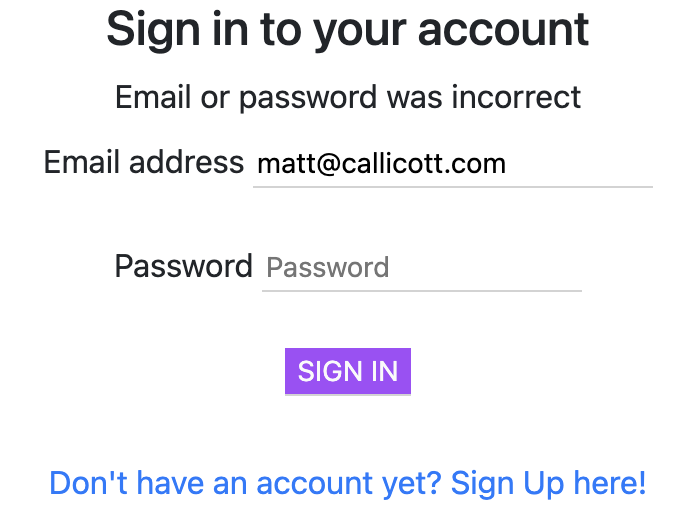 Sign in to your account
Email or password was incorrect
Email address matt@callicott.com
Password Password
SIGN IN
Don't have an account yet? Sign Up here!